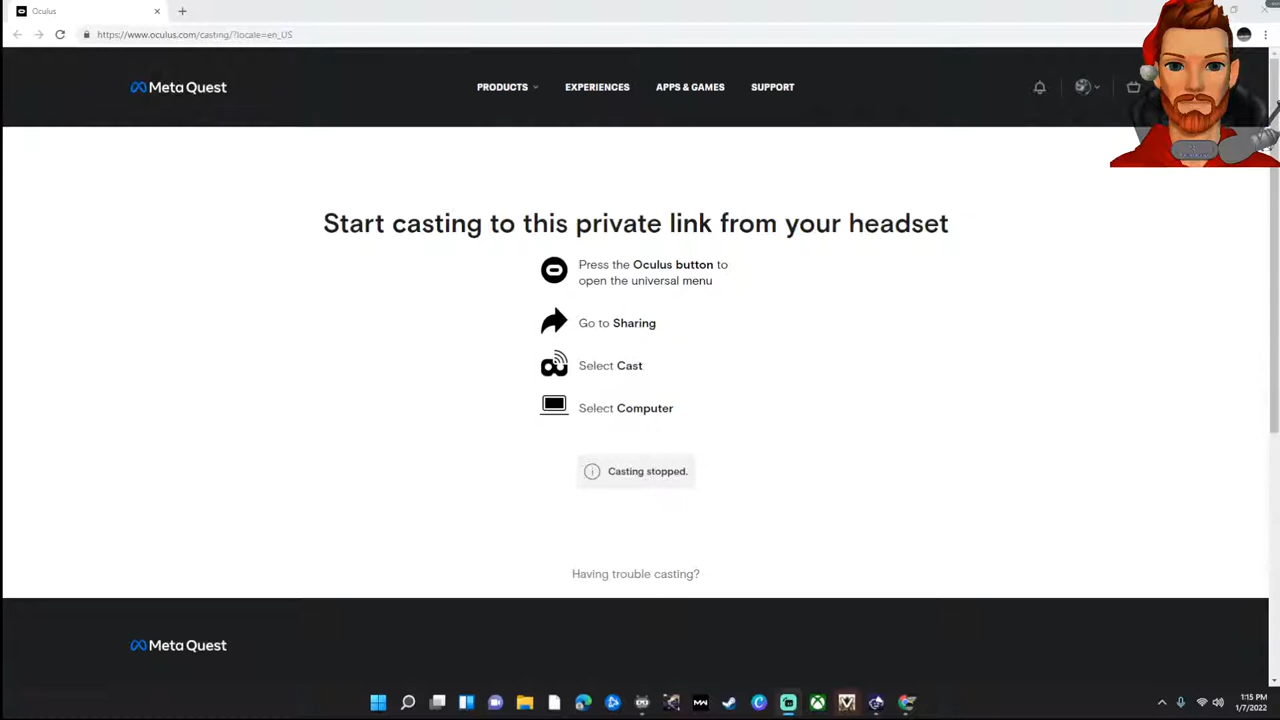 Oculus
https://www.oculus.com/casting/?locale=en_US
Meta Quest
PRODUCTS
EXPERIENCES
APPS & GAMES
SUPPORT
Start casting to this private link from your headset
Press the Oculus button to
open the universal menu
Go to Sharing
Select Cast
Select Computer
Casting stopped.
Having trouble casting?
Meta Quest
MW
1:15 PM
1/7/2022